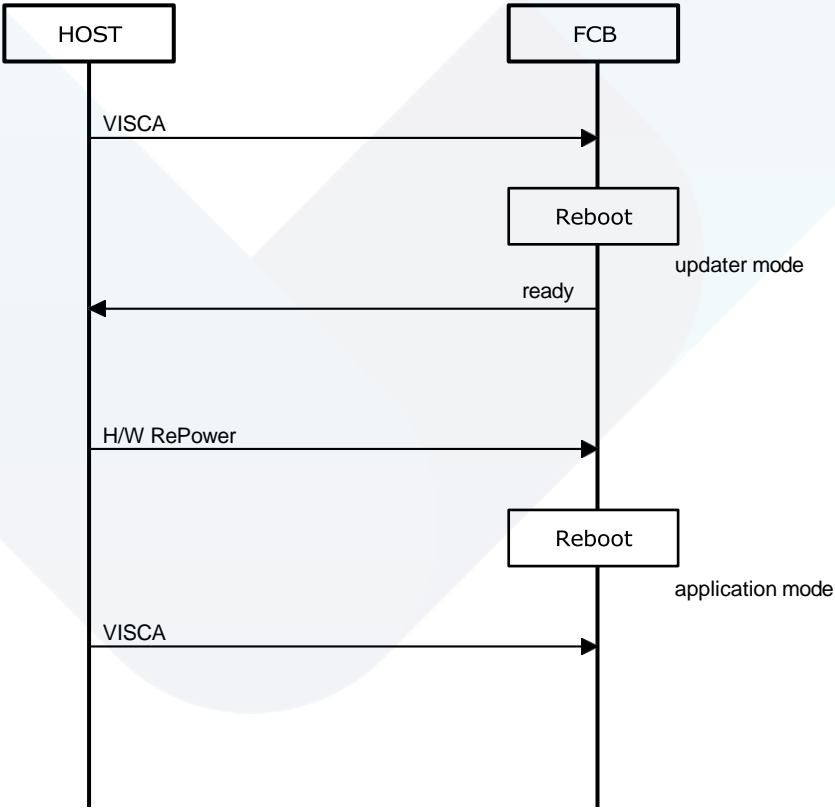 HOST
FCB
VISCA
Reboot
updater mode
ready
H/W RePower
Reboot
application mode
VISCA